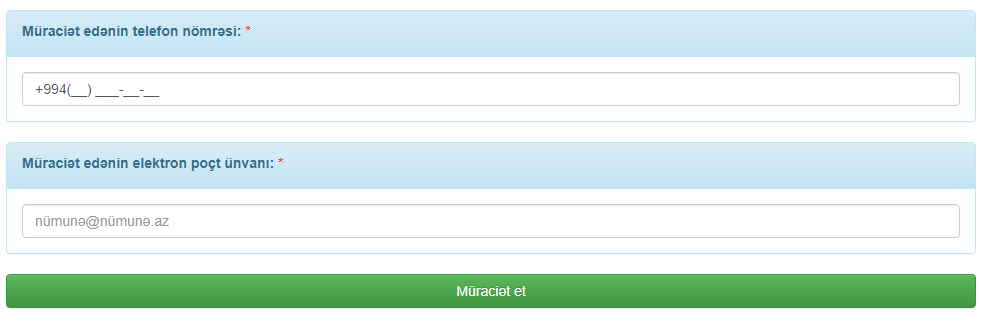 Müraciət edənin telefon nömrəsi: *
+994(__) ___-__-__
Müraciət edənin elektron poçt ünvanı: *
nümunə@nümunə.az
Müraciət et